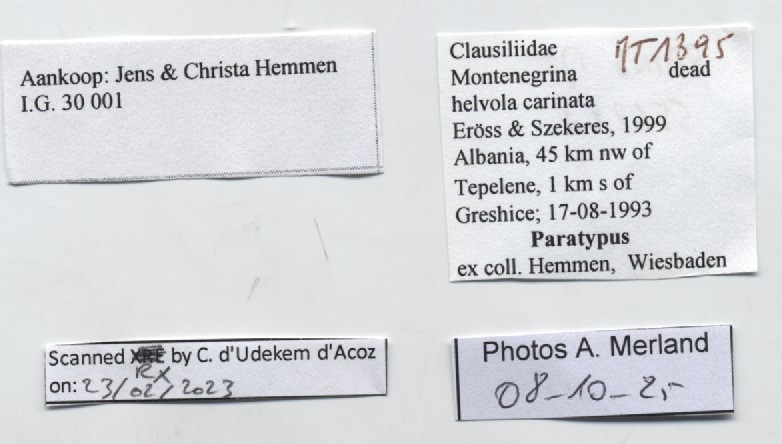 Aankoop: Jens & Christa Hemmen
I.G. 30 001
Clausiliidae MT1395
Montenegrina dead
helvola carinata
Eröss & Szekeres, 1999
Albania, 45 km nw of
Tepelene, 1 km s of
Greshice; 17-08-1993
Paratypus
ex coll. Hemmen, Wiesbaden
Scanned XRE by C. d'Udekem d'Acoz
RX
on: 23/02/2023
Photos A. Merland
08-10-2